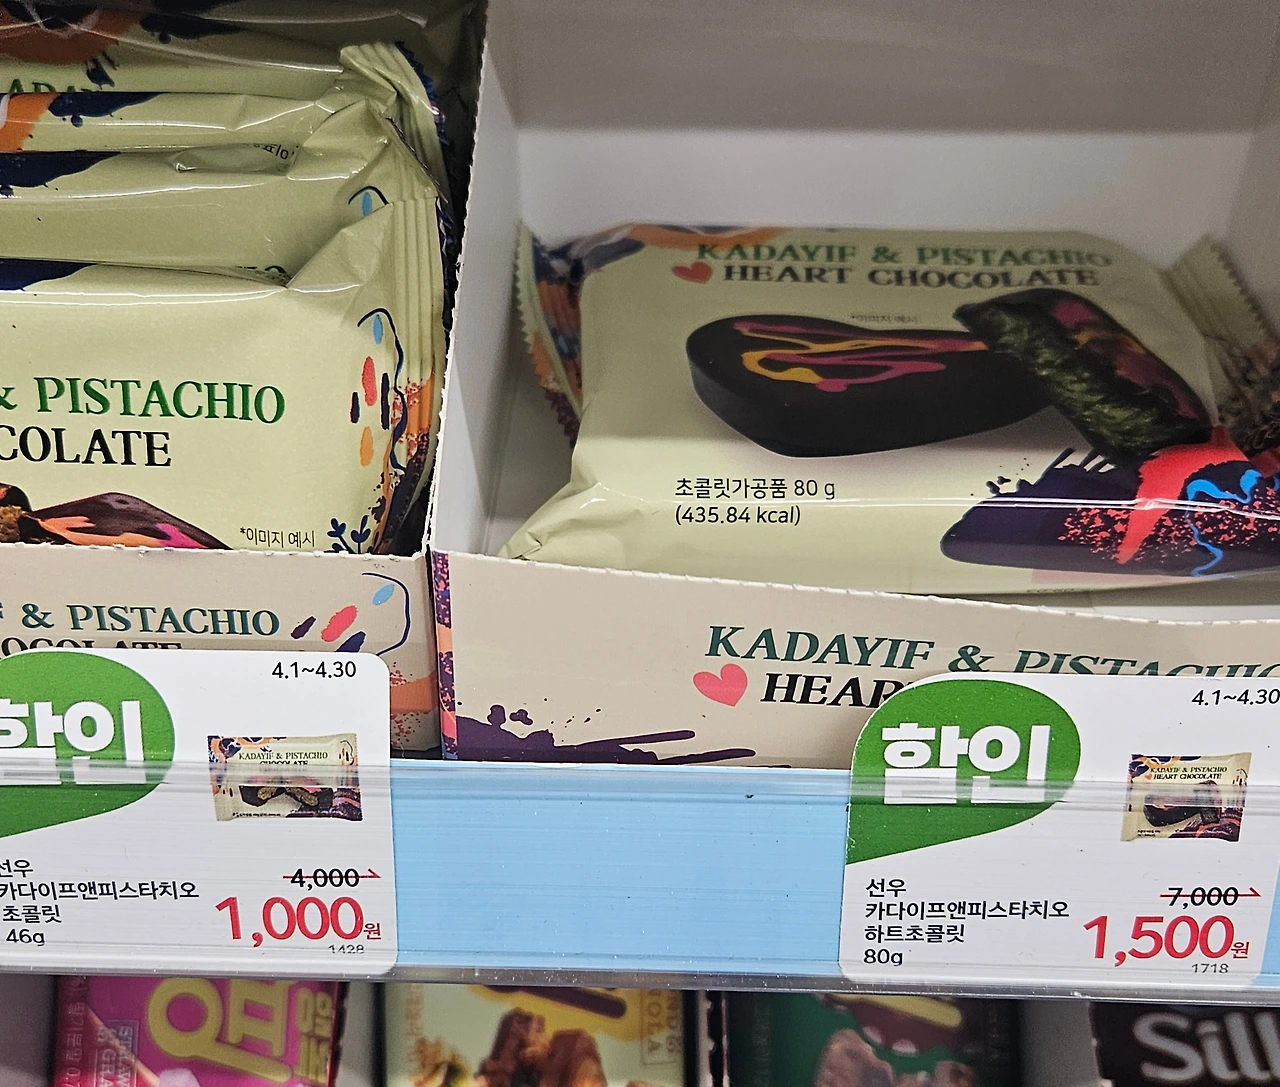 & PISTACHIO
COLATE
*이미지 예시
& PISTACHIO
4.1~4.30
할인
KADAYIF & PISTACHIO
CHOCOLATE
선우
카다이프앤피스타치오
초콜릿
46g
4,000
1,000원
1428
KADAYIF & PISTACHIO
HEART CHOCOLATE
*이미지 예시
초콜릿가공품 80 g
(435.84 kcal)
KADAYIF & PISTACHIO
HEAR
4.1~4.30
할인
KADAYIF & PISTACHIO
HEART CHOCOLATE
선우
카다이프앤피스타치오
하트초콜릿
80g
7,000
1,500원
1718
Sill